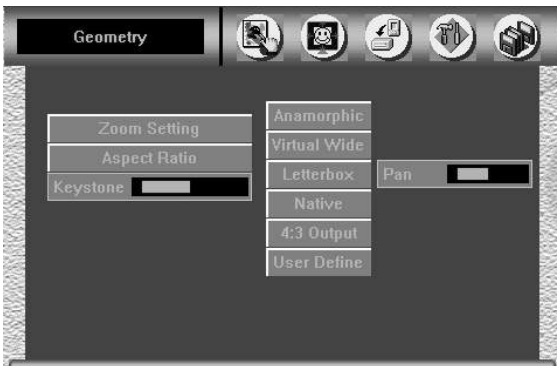 Geometry
Zoom Setting
Aspect Ratio
Keystone
Anamorphic
Virtual Wide
Letterbox
Native
4:3 Output
User Define
Pan